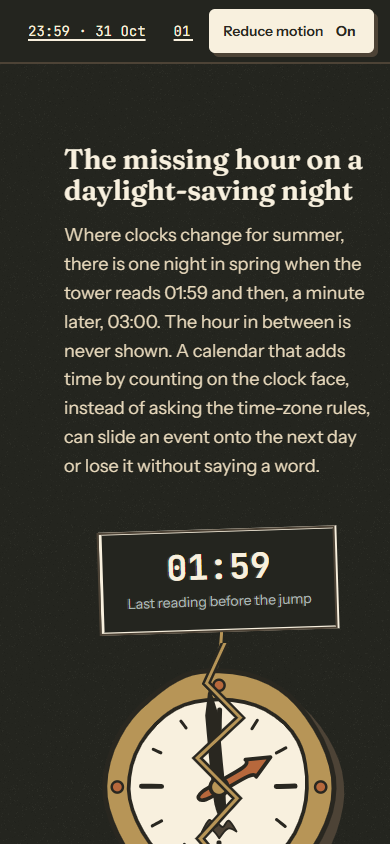 23:59 · 31 Oct 01 Reduce motion On
The missing hour on a
daylight-saving night
Where clocks change for summer,
there is one night in spring when the
tower reads 01:59 and then, a minute
later, 03:00. The hour in between is
never shown. A calendar that adds
time by counting on the clock face,
instead of asking the time-zone rules,
can slide an event onto the next day
or lose it without saying a word.
01:59
Last reading before the jump